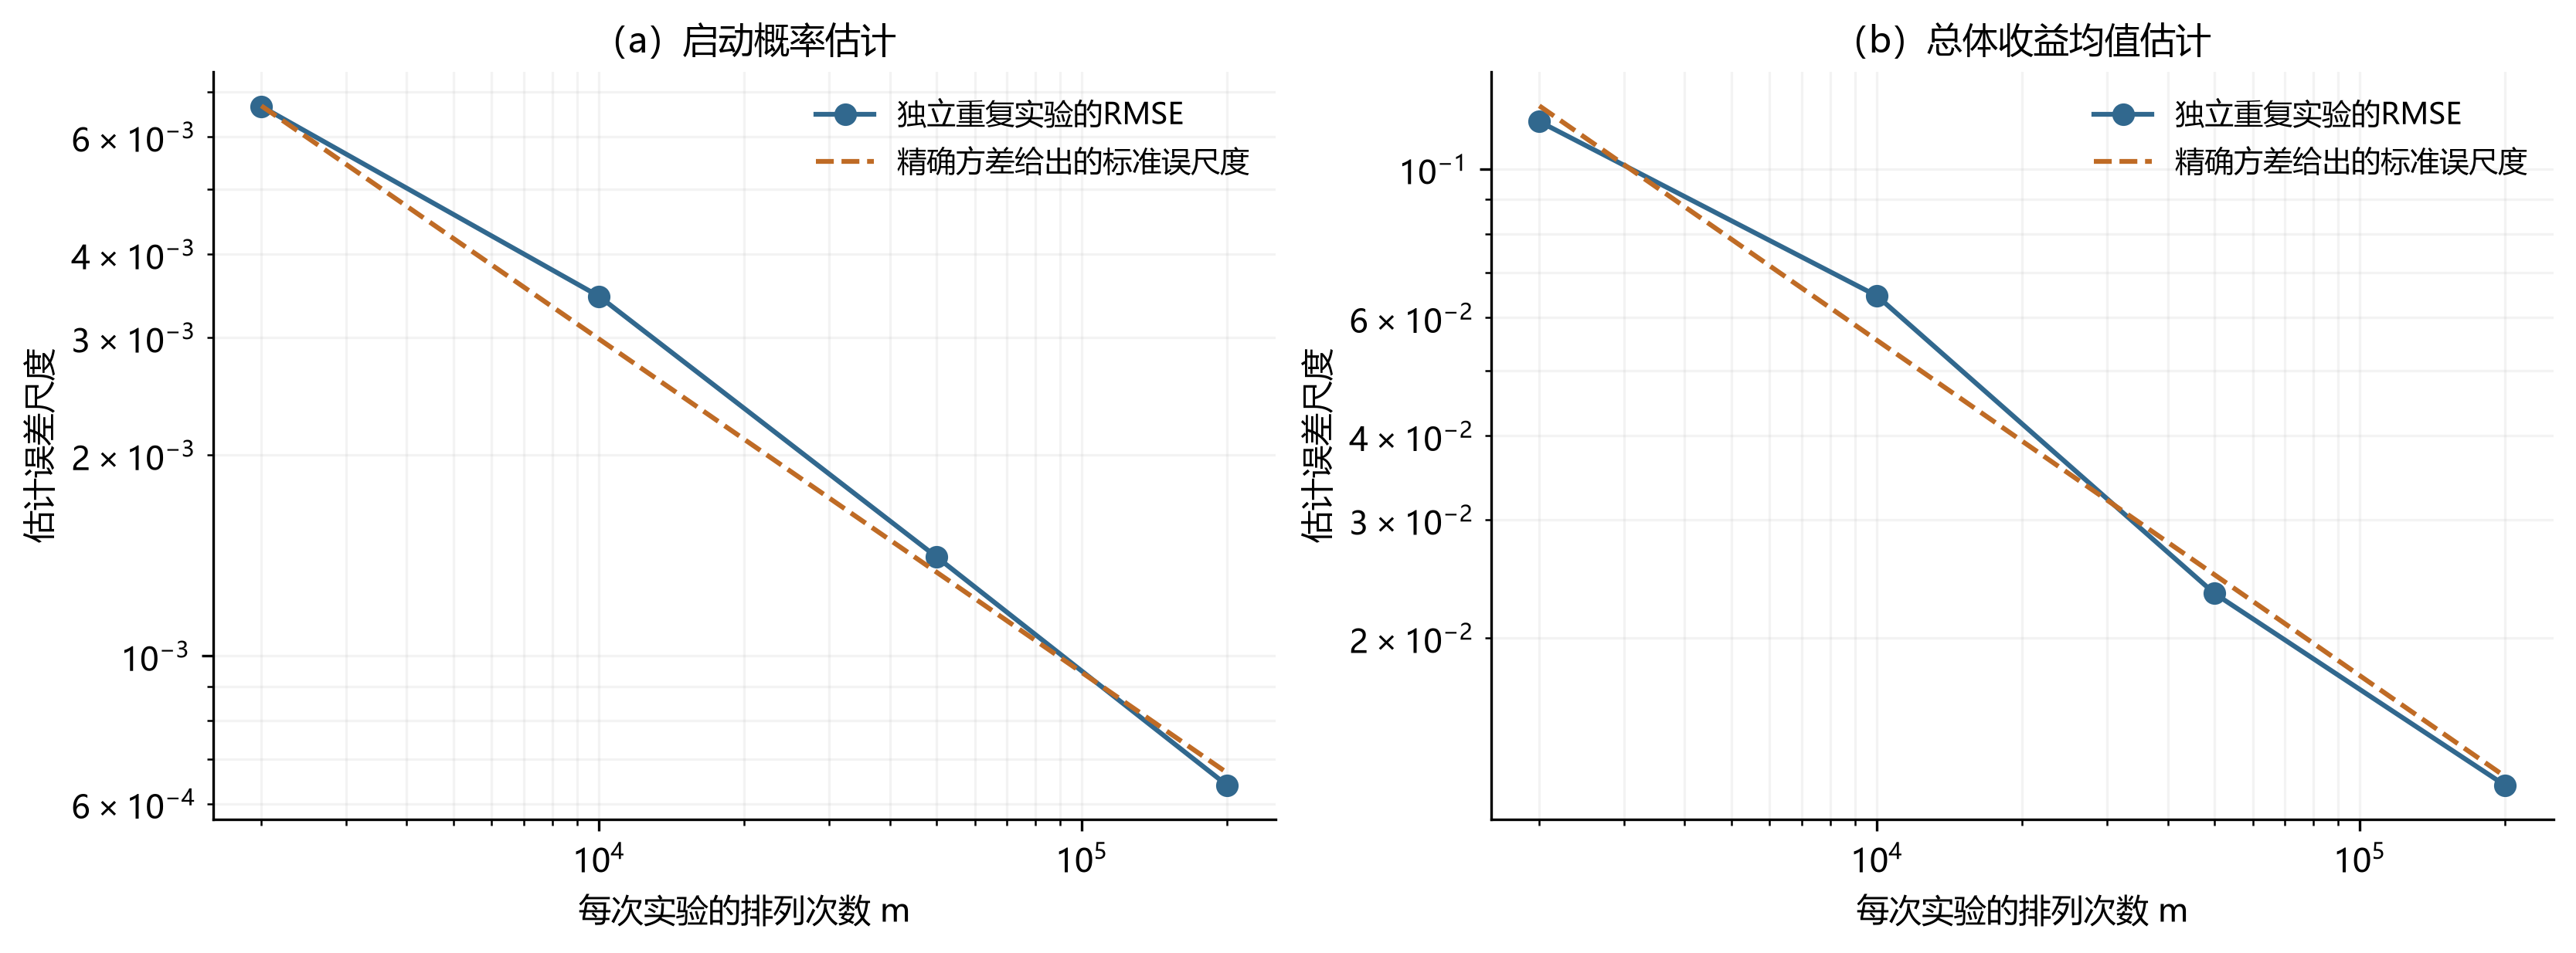 （a）启动概率估计
独立重复实验的RMSE
精确方差给出的标准误尺度
6 × 10⁻³
4 × 10⁻³
3 × 10⁻³
2 × 10⁻³
10⁻³
6 × 10⁻⁴
估计误差尺度
10⁴
10⁵
每次实验的排列次数 m
（b）总体收益均值估计
独立重复实验的RMSE
精确方差给出的标准误尺度
10⁻¹
6 × 10⁻²
4 × 10⁻²
3 × 10⁻²
2 × 10⁻²
估计误差尺度
10⁴
10⁵
每次实验的排列次数 m